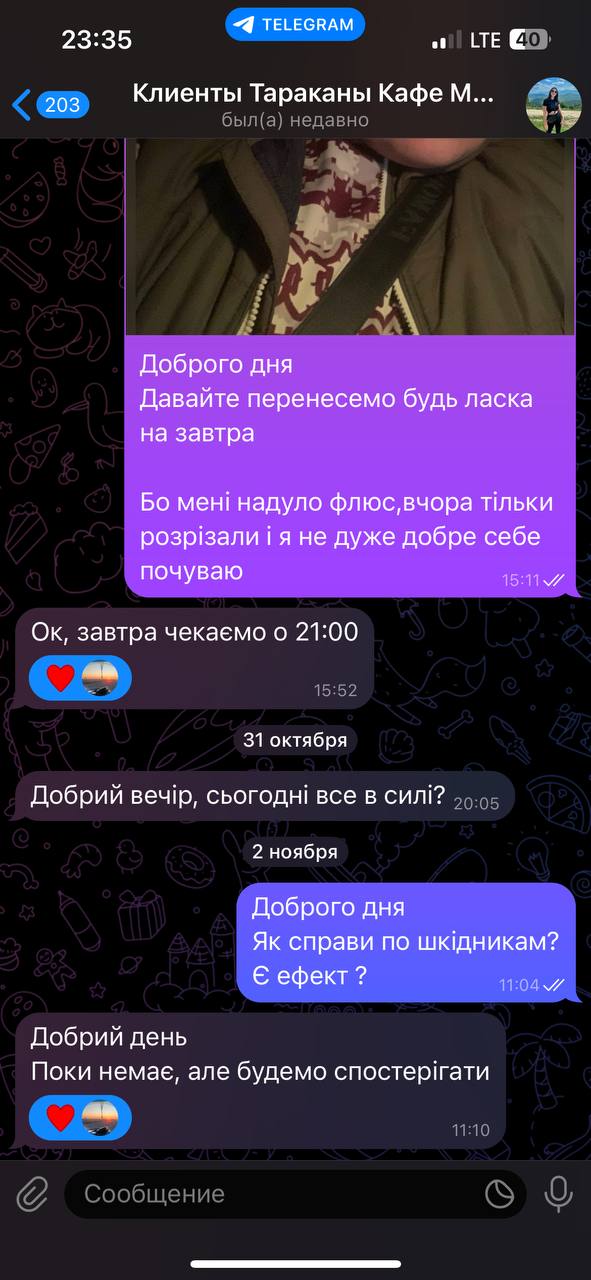 23:35
TELEGRAM
LTE
40
203
Клиенты Тараканы Кафе М...
был(а) недавно
Доброго дня
Давайте перенесемо будь ласка
на завтра
Бо мені надуло флюс,вчора тільки
розрізали і я не дуже добре себе
почуваю
15:11
Ок, завтра чекаємо о 21:00
15:52
31 октября
Добрий вечір, сьогодні все в силі?
20:05
2 ноября
Доброго дня
Як справи по шкідникам?
Є ефект ?
11:04
Добрий день
Поки немає, але будемо спостерігати
11:10
Сообщение